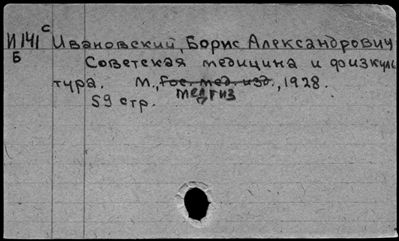 И141 с Ивановский, Борис Александрович
Б Советская медицина и физкуль
тура. М., Гос. мед. изд., 1928.
59 стр. Медгиз